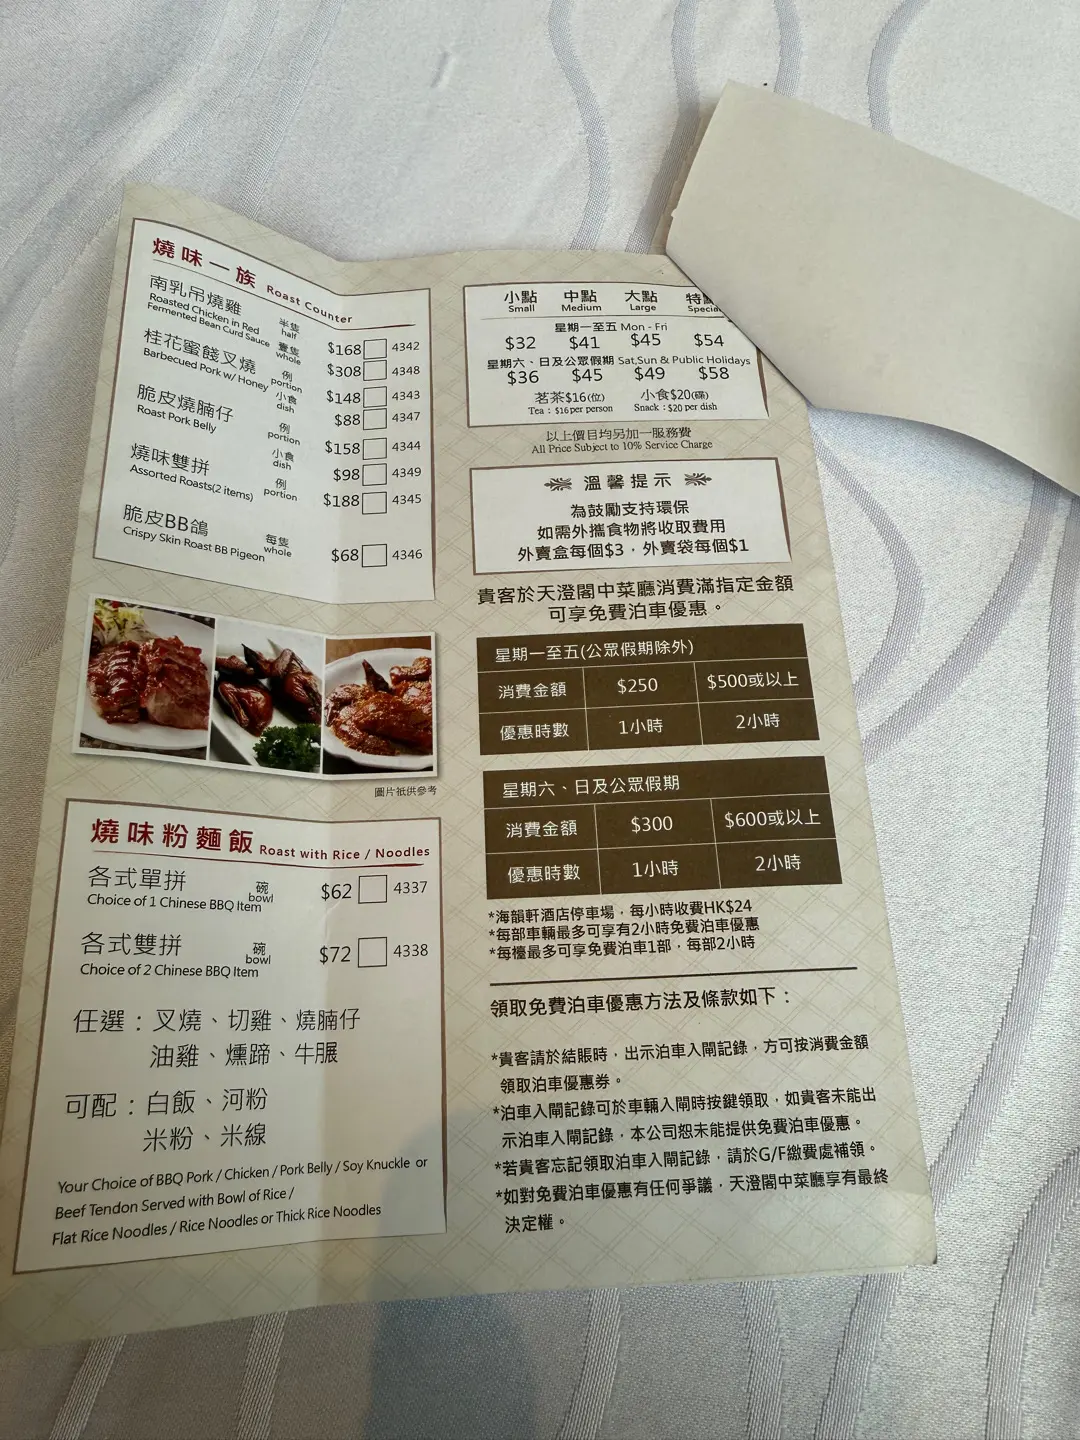 燒味一族 Roast Counter
南乳吊燒雞
Roasted Chicken in Red
Fermented Bean Curd Sauce
半隻
half
$168 4342
隻
whole
$308 4348
桂花蜜餞叉燒
Barbecued Pork w/ Honey
例
portion
$148 4343
小食
dish
$88 4347
脆皮燒腩仔
Roast Pork Belly
例
portion
$158 4344
小食
dish
$98 4349
燒味雙拼
Assorted Roasts(2 items)
例
portion
$188 4345
脆皮BB鴿
Crispy Skin Roast BB Pigeon
每隻
whole
$68 4346
圖片祇供參考
燒味粉麵飯 Roast with Rice / Noodles
各式單拼
Choice of 1 Chinese BBQ Item
碗
bowl
$62 4337
各式雙拼
Choice of 2 Chinese BBQ Item
碗
bowl
$72 4338
任選：叉燒、切雞、燒腩仔
油雞、燻蹄、牛𦟌
可配：白飯、河粉
米粉、米線
Your Choice of BBQ Pork / Chicken / Pork Belly / Soy Knuckle or
Beef Tendon Served with Bowl of Rice /
Flat Rice Noodles / Rice Noodles or Thick Rice Noodles
小點 中點 大點 特
Small Medium Large
星期一至五 Mon - Fri
$32 $41 $45 $54
星期六、日及公眾假期 Sat,Sun & Public Holidays
$36 $45 $49 $58
茗茶$16(位) 小食$20(碟)
Tea : $16 per person Snack : $20 per dish
以上價目均另加一服務費
All Price Subject to 10% Service Charge
溫馨提示
為鼓勵支持環保
如需外攜食物將收取費用
外賣盒每個$3，外賣袋每個$1
貴客於天澄閣中菜廳消費滿指定金額
可享免費泊車優惠。
星期一至五(公眾假期除外)
消費金額 $250 $500或以上
優惠時數 1小時 2小時
星期六、日及公眾假期
消費金額 $300 $600或以上
優惠時數 1小時 2小時
*海韻軒酒店停車場，每小時收費HK$24
*每部車輛最多可享有2小時免費泊車優惠
*每檯最多可享免費泊車1部，每部2小時
領取免費泊車優惠方法及條款如下：
*貴客請於結賬時，出示泊車入閘記錄，方可按消費金額
領取泊車優惠券。
*泊車入閘記錄可於車輛入閘時按鍵領取，如貴客未能出
示泊車入閘記錄，本公司恕未能提供免費泊車優惠。
*若貴客忘記領取泊車入閘記錄，請於G/F繳費處補領。
*如對免費泊車優惠有任何爭議，天澄閣中菜廳享有最終
決定權。